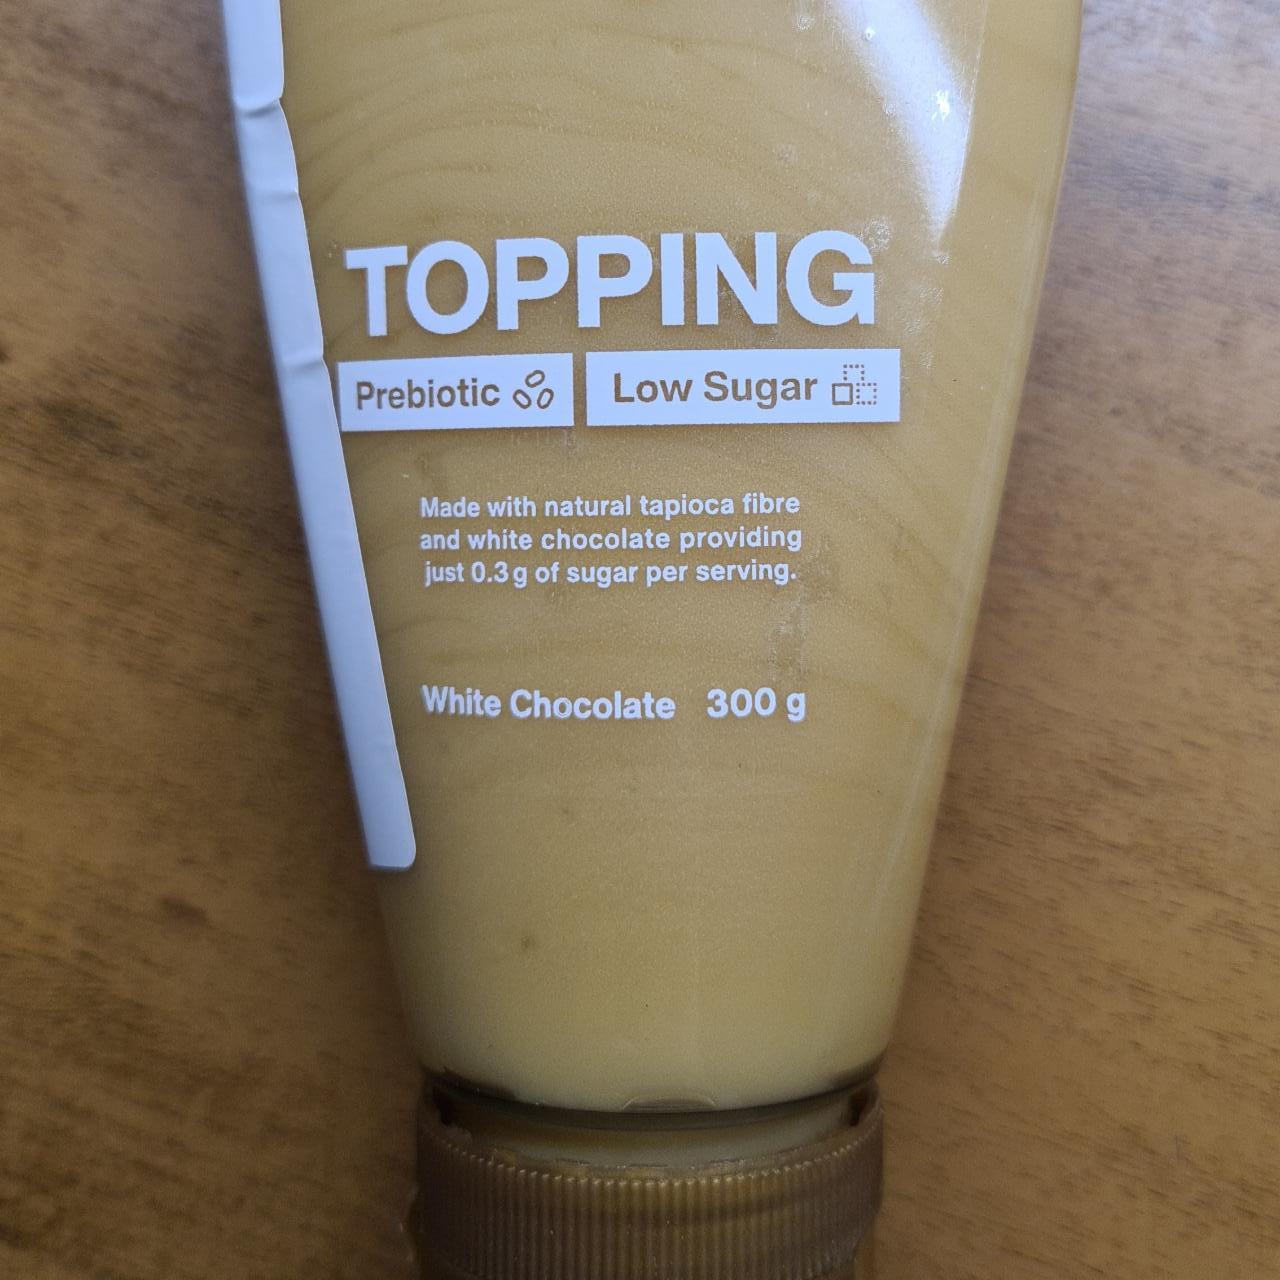 TOPPING
Prebiotic
Low Sugar
Made with natural tapioca fibre
and white chocolate providing
just 0.3 g of sugar per serving.
White Chocolate 300 g